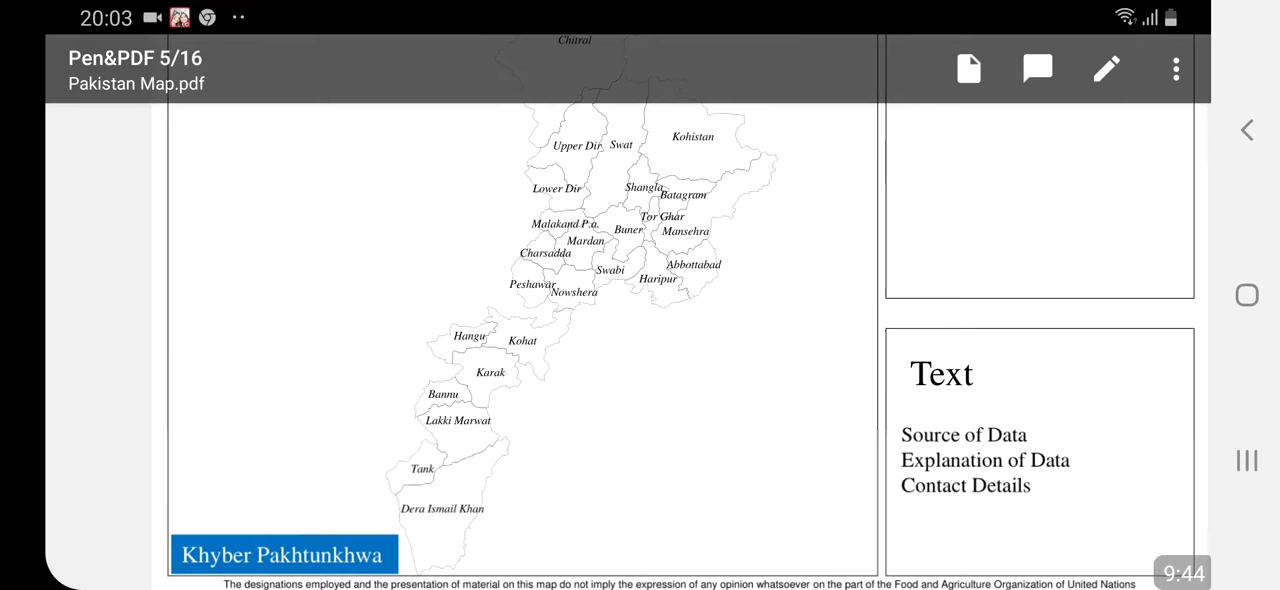 20:03
Pen&PDF 5/16
Pakistan Map.pdf
Chitral
Kohistan
Upper Dir
Swat
Lower Dir
Shangla
Batagram
Tor Ghar
Malakand P.a.
Buner
Mansehra
Mardan
Charsadda
Abbottabad
Swabi
Haripur
Peshawar
Nowshera
Hangu
Kohat
Karak
Bannu
Lakki Marwat
Tank
Dera Ismail Khan
Khyber Pakhtunkhwa
Text
Source of Data
Explanation of Data
Contact Details
9:44
The designations employed and the presentation of material on this map do not imply the expression of any opinion whatsoever on the part of the Food and Agriculture Organization of United Nations